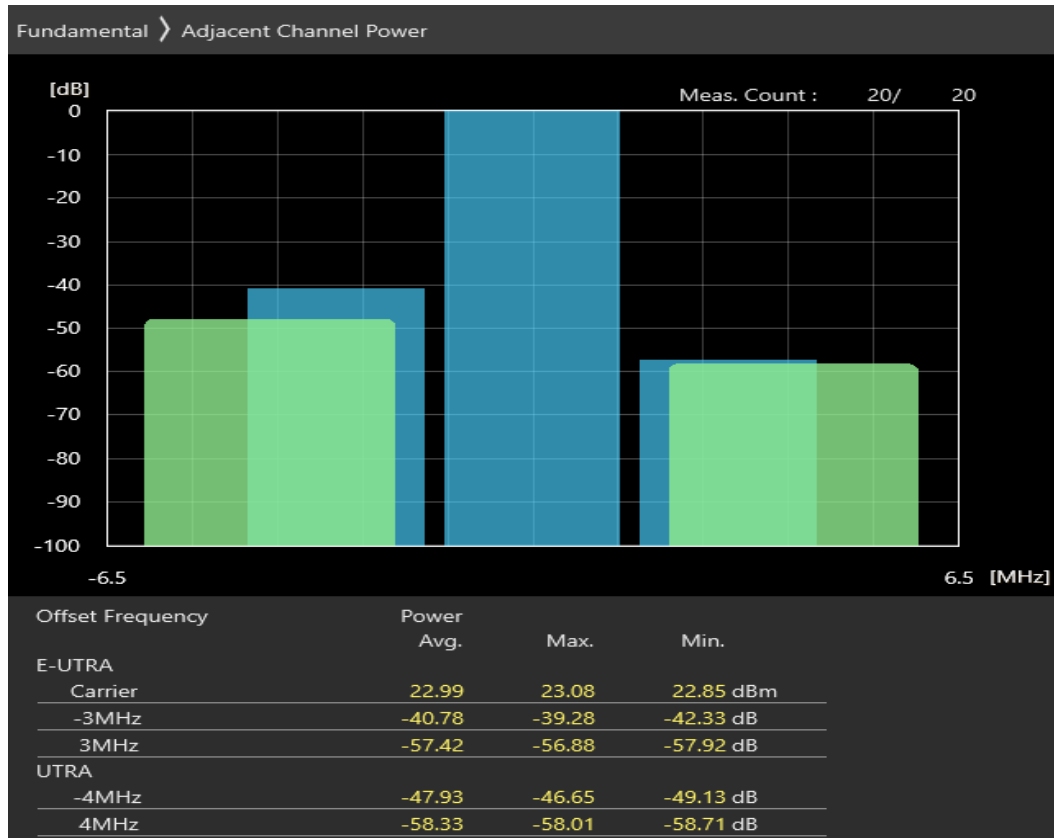 Fundamental ❭ Adjacent Channel Power
[dB]
Meas. Count : 20/ 20
0
-10
-20
-30
-40
-50
-60
-70
-80
-90
-100
-6.5 6.5 [MHz]
Offset Frequency Power
Avg. Max. Min.
E-UTRA
Carrier 22.99 23.08 22.85 dBm
-3MHz -40.78 -39.28 -42.33 dB
3MHz -57.42 -56.88 -57.92 dB
UTRA
-4MHz -47.93 -46.65 -49.13 dB
4MHz -58.33 -58.01 -58.71 dB